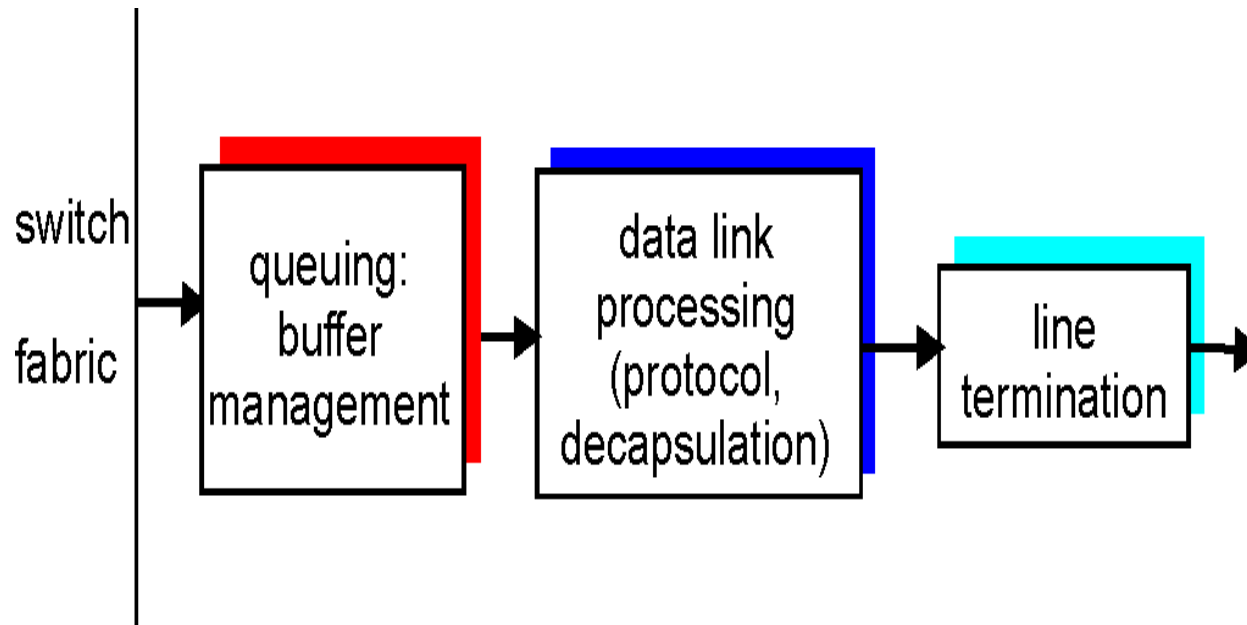 switch
fabric
queuing:
buffer
management
data link
processing
(protocol,
decapsulation)
line
termination